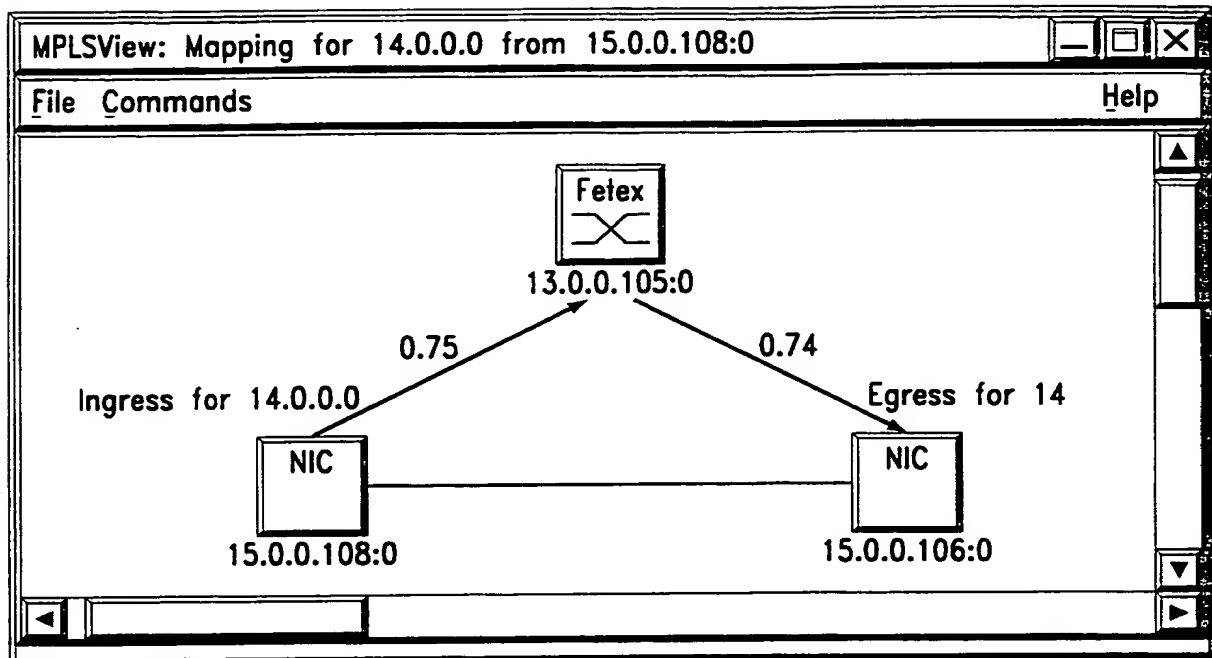 MPLSView: Mapping for 14.0.0.0 from 15.0.0.108:0
File Commands Help
Fetex
13.0.0.105:0
0.75 0.74
Ingress for 14.0.0.0 Egress for 14
NIC NIC
15.0.0.108:0 15.0.0.106:0